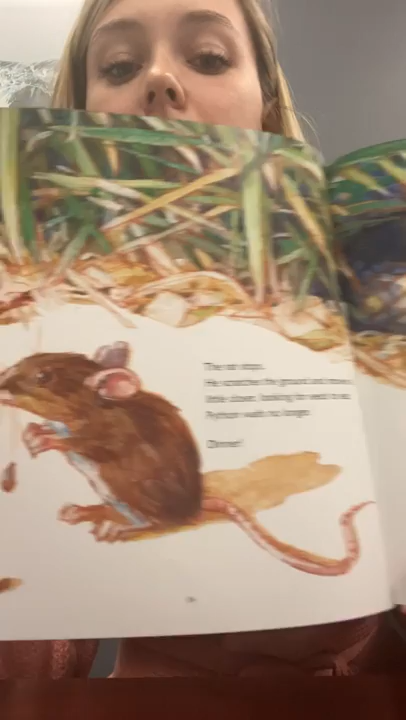 The rat stops.
He scratches the ground and moves a
little closer, looking for seed to eat.
Python waits no longer.
Dinner!